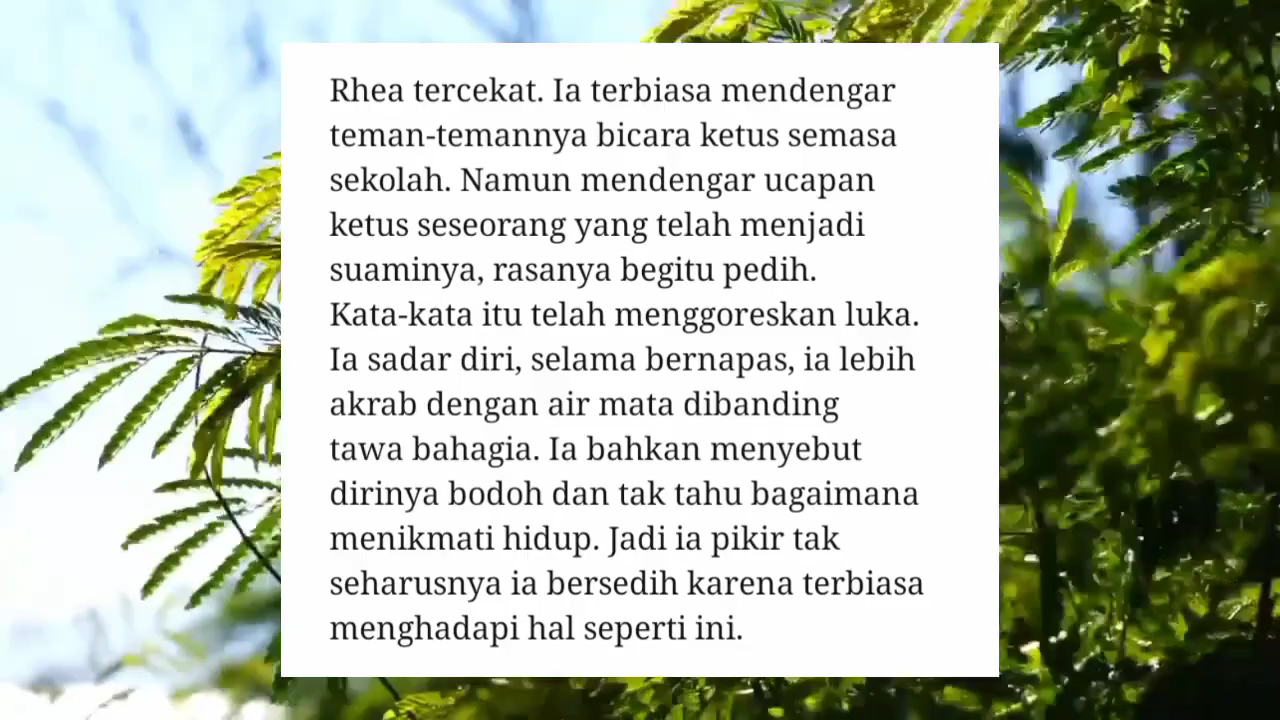 Rhea tercekat. Ia terbiasa mendengar
teman-temannya bicara ketus semasa
sekolah. Namun mendengar ucapan
ketus seseorang yang telah menjadi
suaminya, rasanya begitu pedih.
Kata-kata itu telah menggoreskan luka.
Ia sadar diri, selama bernapas, ia lebih
akrab dengan air mata dibanding
tawa bahagia. Ia bahkan menyebut
dirinya bodoh dan tak tahu bagaimana
menikmati hidup. Jadi ia pikir tak
seharusnya ia bersedih karena terbiasa
menghadapi hal seperti ini.